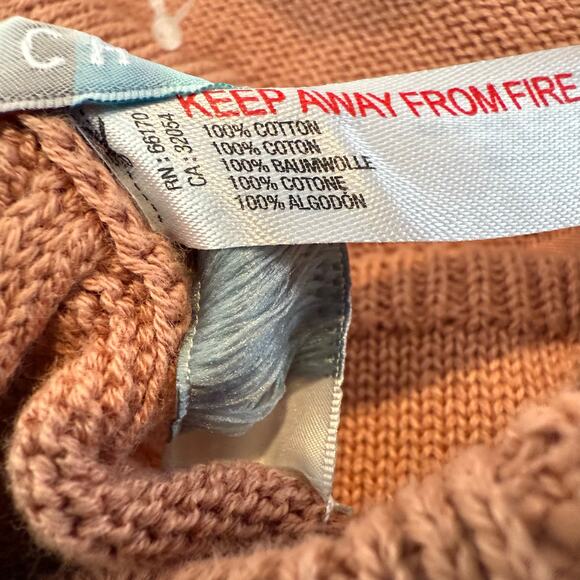 C H
KEEP AWAY FROM FIRE
RN: 66170
CA: 32054
100% COTTON
100% COTON
100% BAUMWOLLE
100% COTONE
100% ALGODÓN